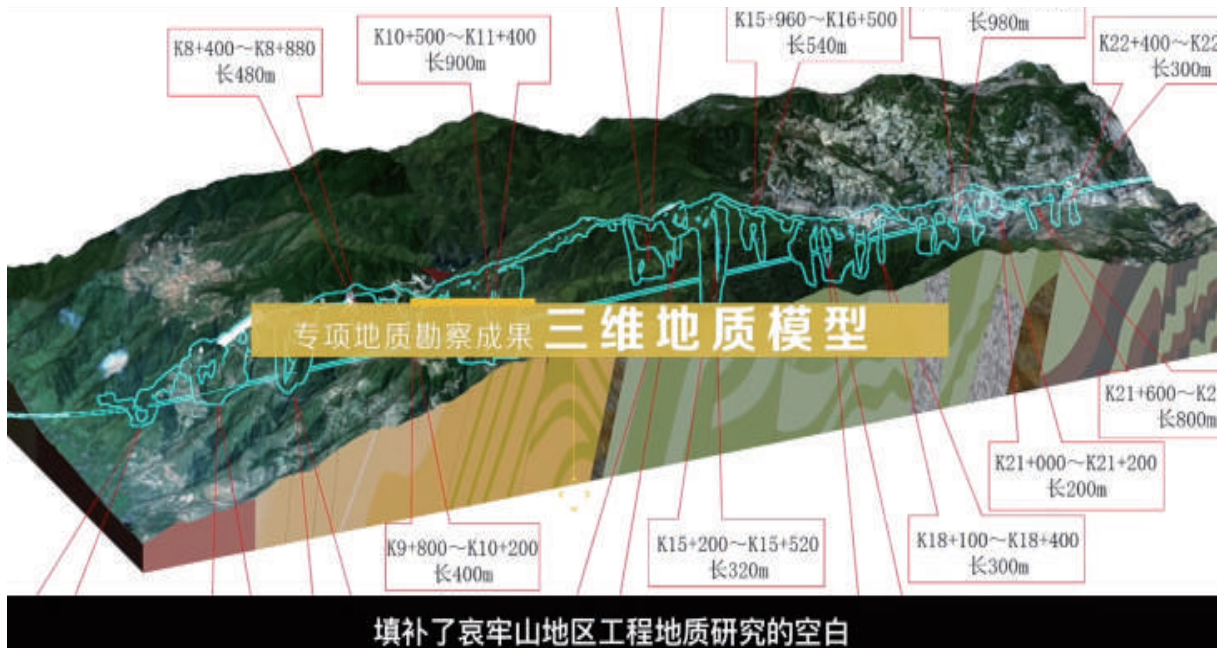 K8+400～K8+880
长480m
K10+500～K11+400
长900m
K15+960～K16+500
长540m
长980m
K22+400～K22
长300m
专项地质勘察成果 三维地质模型
K21+600～K2
长800m
K21+000～K21+200
长200m
K9+800～K10+200
长400m
K15+200～K15+520
长320m
K18+100～K18+400
长300m
填补了哀牢山地区工程地质研究的空白